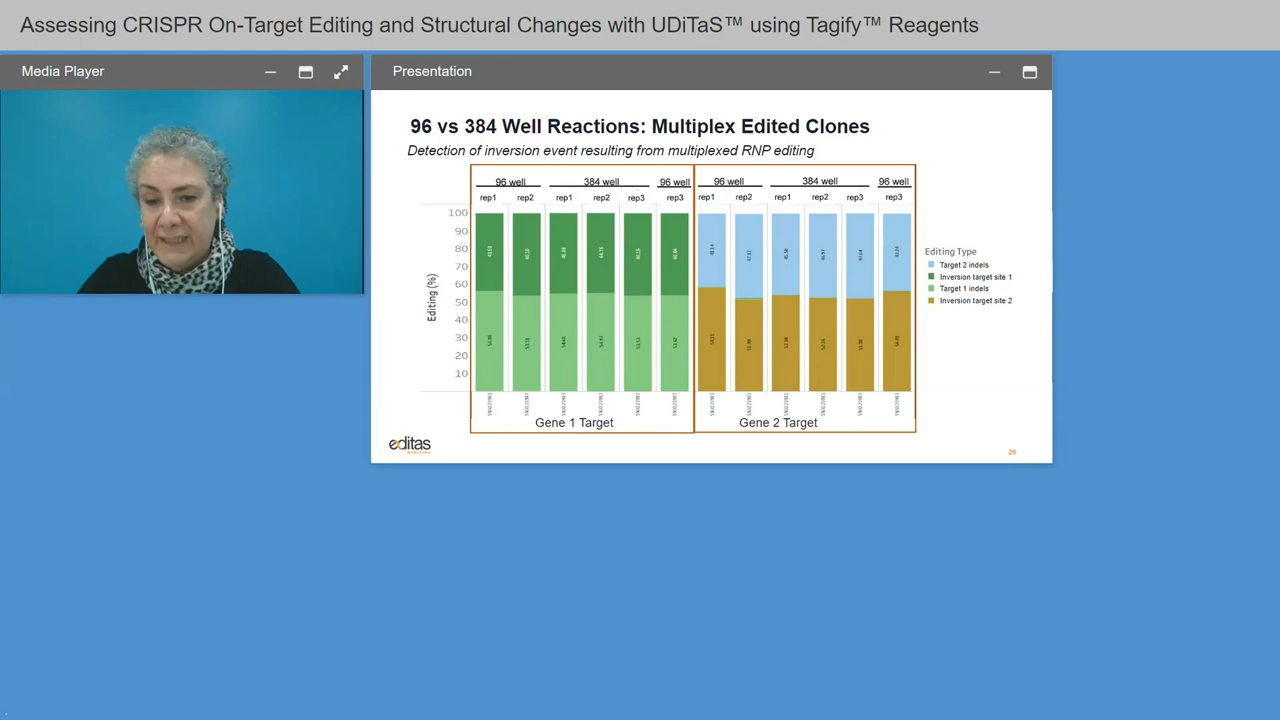 Assessing CRISPR On-Target Editing and Structural Changes with UDiTaS™ using Tagify™ Reagents
Media Player
Presentation
96 vs 384 Well Reactions: Multiplex Edited Clones
Detection of inversion event resulting from multiplexed RNP editing
96 well 384 well 96 well 96 well 384 well 96 well
rep1 rep2 rep1 rep2 rep3 rep3 rep1 rep2 rep1 rep2 rep3 rep3
100
90
80
70
60
50
40
30
20
10
Editing (%)
Editing Type
Target 2 indels
Inversion target site 1
Target 1 indels
Inversion target site 2
Gene 1 Target
Gene 2 Target
editas
28